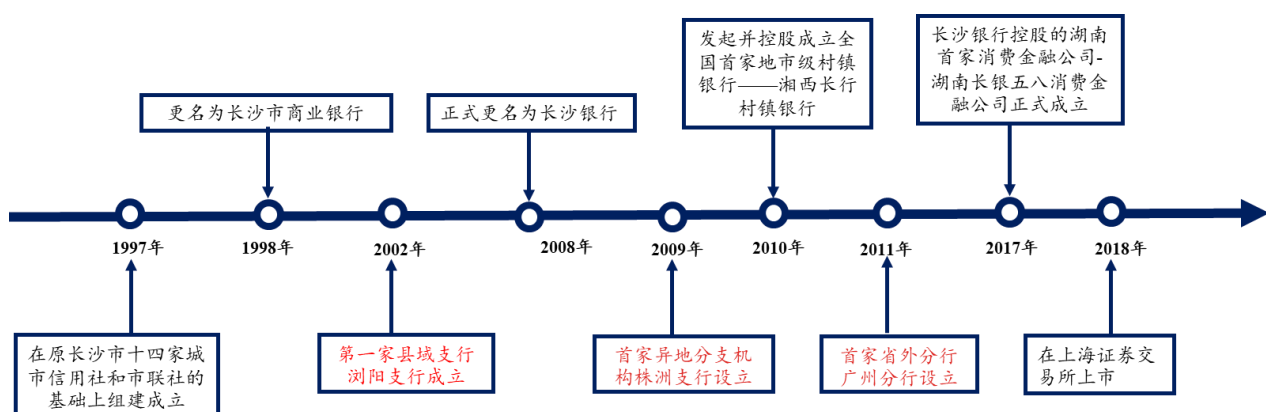 更名为长沙市商业银行
正式更名为长沙银行
发起并控股成立全
国首家地市级村镇
银行——湘西长行
村镇银行
长沙银行控股的湖南
首家消费金融公司-
湖南长银五八消费金
融公司正式成立
1997年
1998年
2002年
2008年
2009年
2010年
2011年
2017年
2018年
在原长沙市十四家城
市信用社和市联社的
基础上组建成立
第一家县域支行
浏阳支行成立
首家异地分支机
构株洲支行设立
首家省外分行
广州分行设立
在上海证券交
易所上市